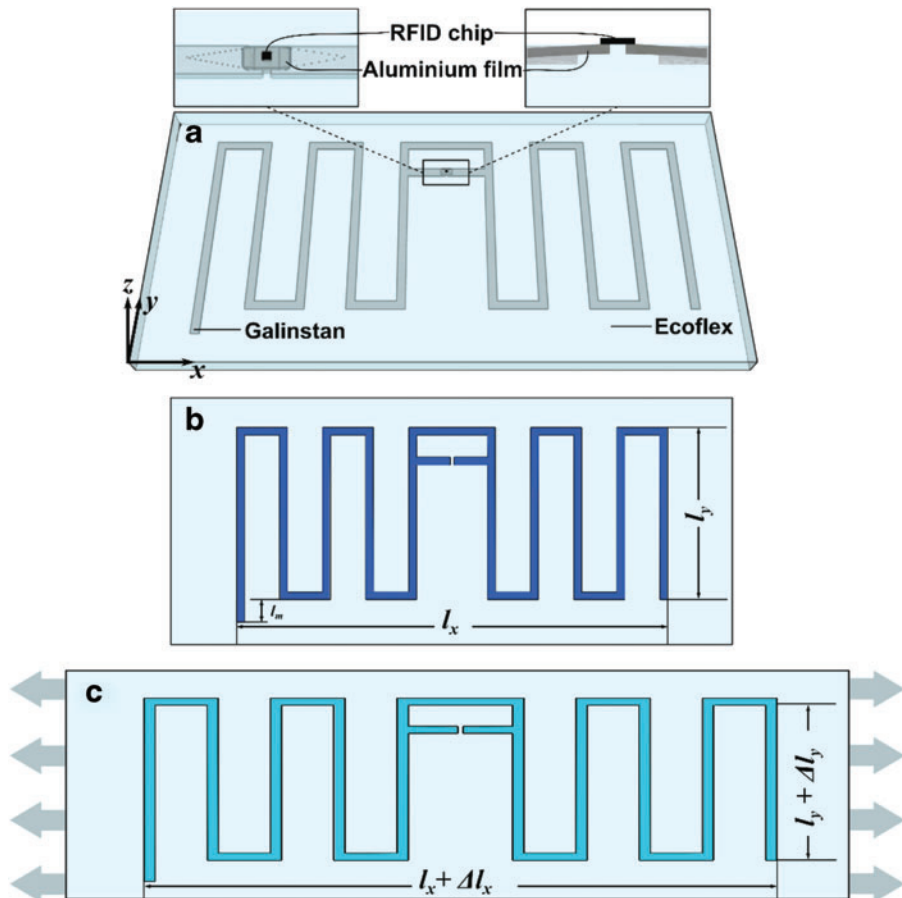 RFID chip
Aluminium film
a
z
y
x
Galinstan
Ecoflex
b
l_y
l_m
l_x
c
l_y + Δl_y
l_x + Δl_x